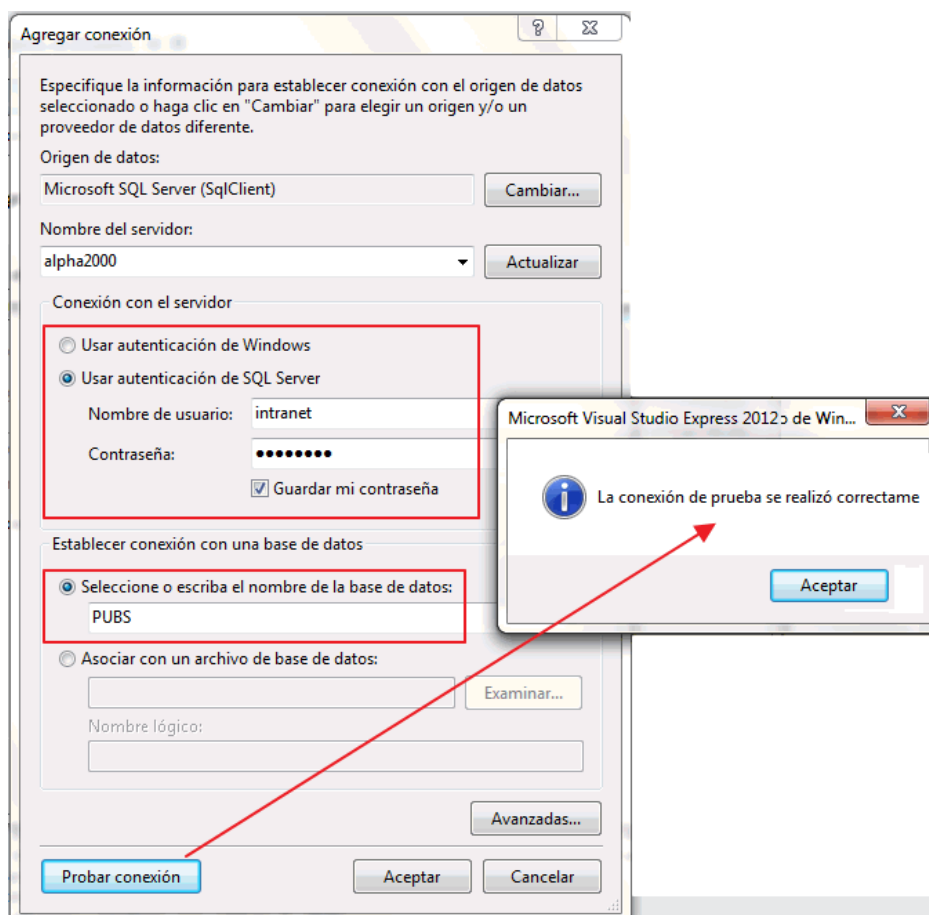 Agregar conexión
Especifique la información para establecer conexión con el origen de datos
seleccionado o haga clic en "Cambiar" para elegir un origen y/o un
proveedor de datos diferente.
Origen de datos:
Microsoft SQL Server (SqlClient)
Cambiar...
Nombre del servidor:
alpha2000
Actualizar
Conexión con el servidor
Usar autenticación de Windows
Usar autenticación de SQL Server
Nombre de usuario:
intranet
Contraseña:
●●●●●●●●
Guardar mi contraseña
Establecer conexión con una base de datos
Seleccione o escriba el nombre de la base de datos:
PUBS
Asociar con un archivo de base de datos:
Examinar...
Nombre lógico:
Avanzadas...
Probar conexión
Aceptar
Cancelar
Microsoft Visual Studio Express 2012 de Win...
La conexión de prueba se realizó correctame
Aceptar